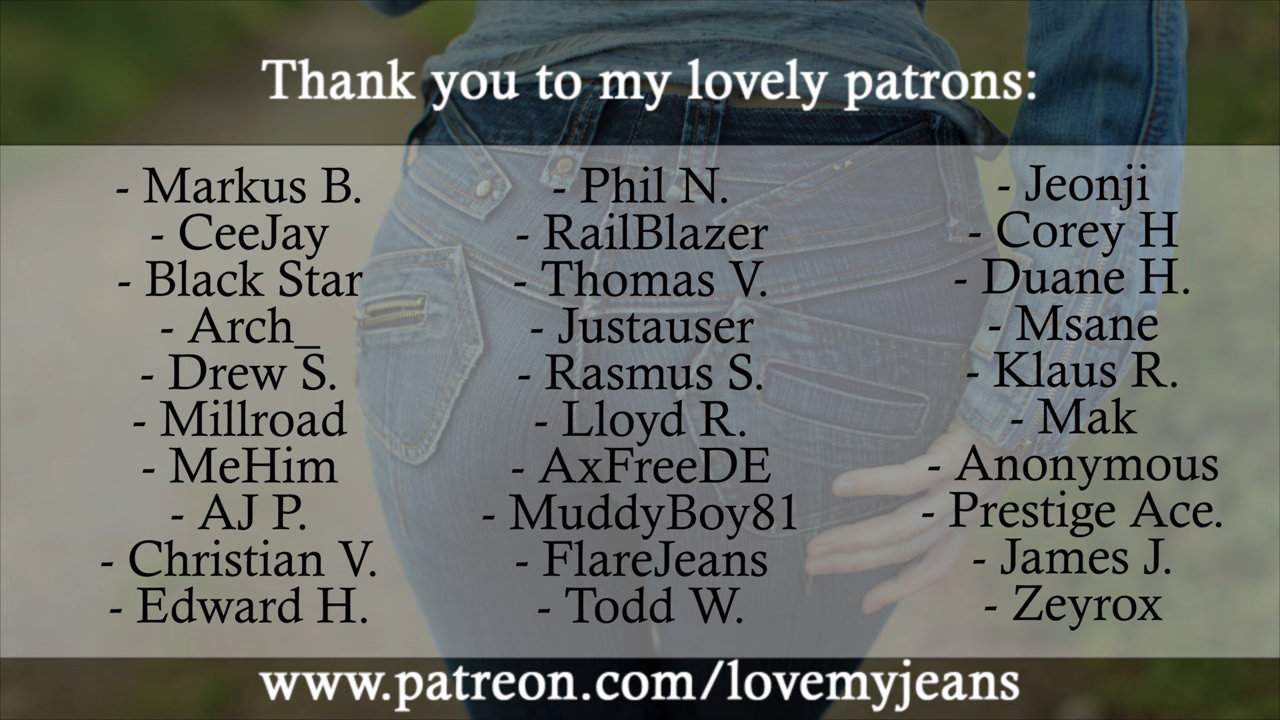 Thank you to my lovely patrons:
- Markus B.
- CeeJay
- Black Star
- Arch_
- Drew S.
- Millroad
- MeHim
- AJ P.
- Christian V.
- Edward H.
- Phil N.
- RailBlazer
- Thomas V.
- Justauser
- Rasmus S.
- Lloyd R.
- AxFreeDE
- MuddyBoy81
- FlareJeans
- Todd W.
- Jeonji
- Corey H
- Duane H.
- Msane
- Klaus R.
- Mak
- Anonymous
- Prestige Ace.
- James J.
- Zeyrox
www.patreon.com/lovemyjeans